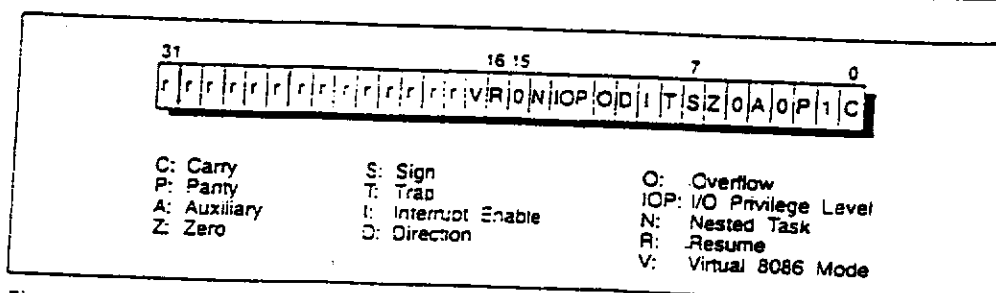 31 16 15 7 0
r r r r r r r r r r r r r r V R 0 N IOP O D I T S Z 0 A 0 P 1 C
C: Carry
P: Parity
A: Auxiliary
Z: Zero
S: Sign
T: Trap
I: Interrupt Enable
D: Direction
O: Overflow
IOP: I/O Privilege Level
N: Nested Task
R: Resume
V: Virtual 8086 Mode